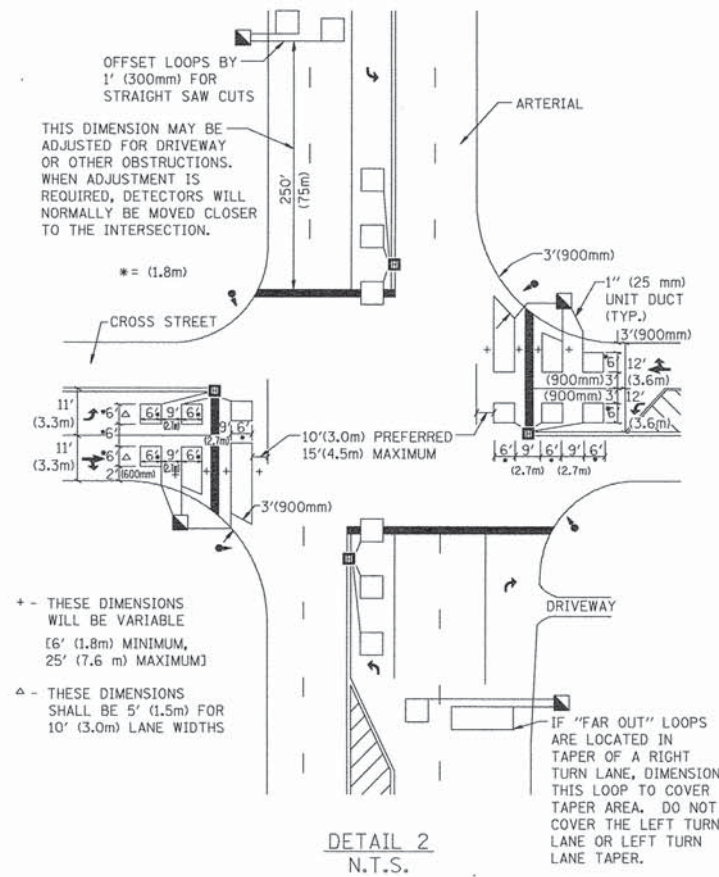 OFFSET LOOPS BY
1' (300mm) FOR
STRAIGHT SAW CUTS
THIS DIMENSION MAY BE
ADJUSTED FOR DRIVEWAY
OR OTHER OBSTRUCTIONS.
WHEN ADJUSTMENT IS
REQUIRED, DETECTORS WILL
NORMALLY BE MOVED CLOSER
TO THE INTERSECTION.
250'
(75m)
* = (1.8m)
ARTERIAL
3'(900mm)
1" (25 mm)
UNIT DUCT
(TYP.)
CROSS STREET
3'(900mm)
6'
12'
(3.6m)
(900mm) 3'
(900mm) 3'
6'
12'
(3.6m)
11'
(3.3m)
*6'
△
6'
9'
6'
(2.7m)
*6'
9'
6'
(2.7m)
11'
(3.3m)
*6'
△
6'
9'
6'
(2.7m)
2'
(600mm)
10'(3.0m) PREFERRED
15'(4.5m) MAXIMUM
6' 9' 6' 9' 6'
* * *
(2.7m) (2.7m)
3'(900mm)
+ - THESE DIMENSIONS
WILL BE VARIABLE
[6' (1.8m) MINIMUM,
25' (7.6 m) MAXIMUM]
△ - THESE DIMENSIONS
SHALL BE 5' (1.5m) FOR
10' (3.0m) LANE WIDTHS
DRIVEWAY
IF "FAR OUT" LOOPS
ARE LOCATED IN
TAPER OF A RIGHT
TURN LANE, DIMENSION
THIS LOOP TO COVER
TAPER AREA. DO NOT
COVER THE LEFT TURN
LANE OR LEFT TURN
LANE TAPER.
DETAIL 2
N.T.S.